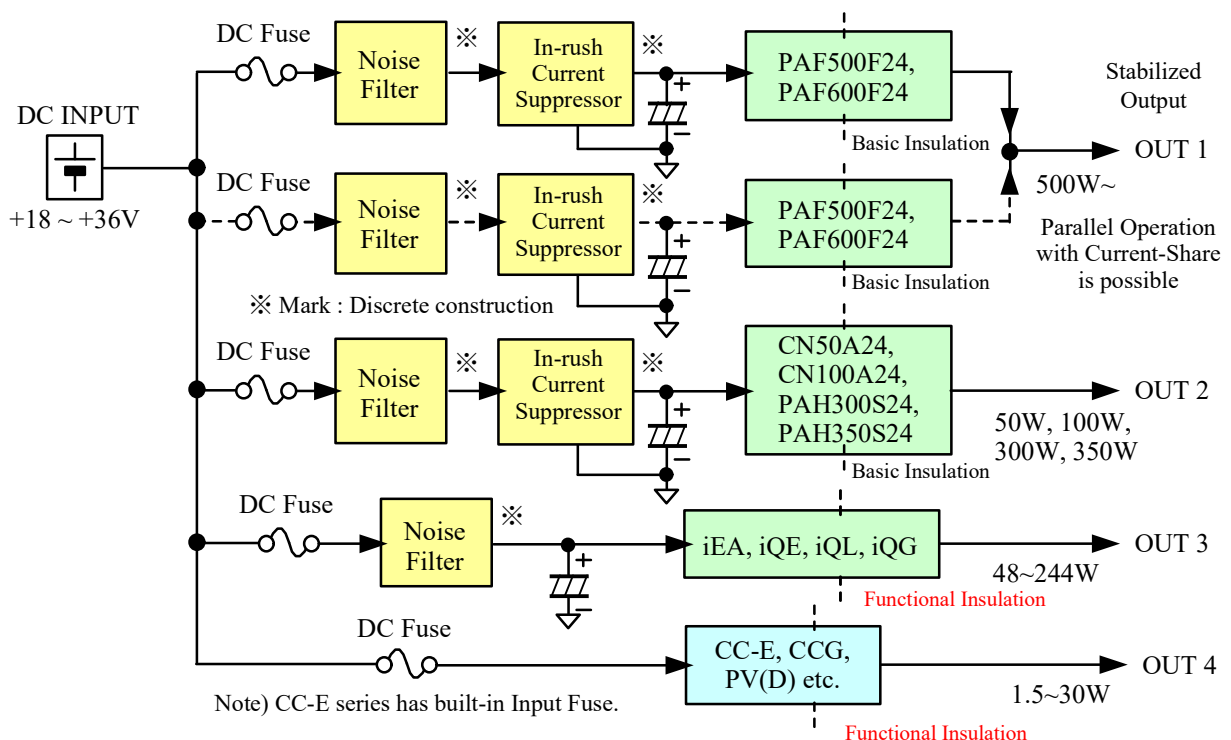 DC Fuse
Noise
Filter
※
In-rush
Current
Suppressor
※
+
−
PAF500F24,
PAF600F24
Basic Insulation
Stabilized
Output
OUT 1
500W~
DC INPUT
+18 ~ +36V
DC Fuse
Noise
Filter
※
In-rush
Current
Suppressor
※
+
−
PAF500F24,
PAF600F24
Basic Insulation
Parallel Operation
with Current-Share
is possible
※ Mark : Discrete construction
DC Fuse
Noise
Filter
※
In-rush
Current
Suppressor
※
+
−
CN50A24,
CN100A24,
PAH300S24,
PAH350S24
Basic Insulation
OUT 2
50W, 100W,
300W, 350W
DC Fuse
Noise
Filter
※
+
−
iEA, iQE, iQL, iQG
Functional Insulation
OUT 3
48~244W
DC Fuse
CC-E, CCG,
PV(D) etc.
Functional Insulation
OUT 4
1.5~30W
Note) CC-E series has built-in Input Fuse.